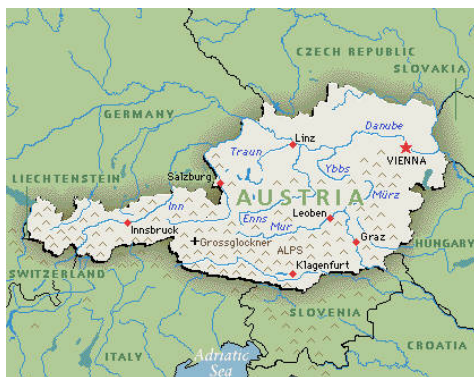 CZECH REPUBLIC
SLOVAKIA
GERMANY
Danube
Linz
Traun
VIENNA
Ybbs
LIECHTENSTEIN
Salzburg
AUSTRIA
Mürz
Inn
Enns
Leoben
Mur
Innsbruck
Grossglockner
Graz
ALPS
HUNGARY
SWITZERLAND
Klagenfurt
SLOVENIA
CROATIA
ITALY
Adriatic
Sea